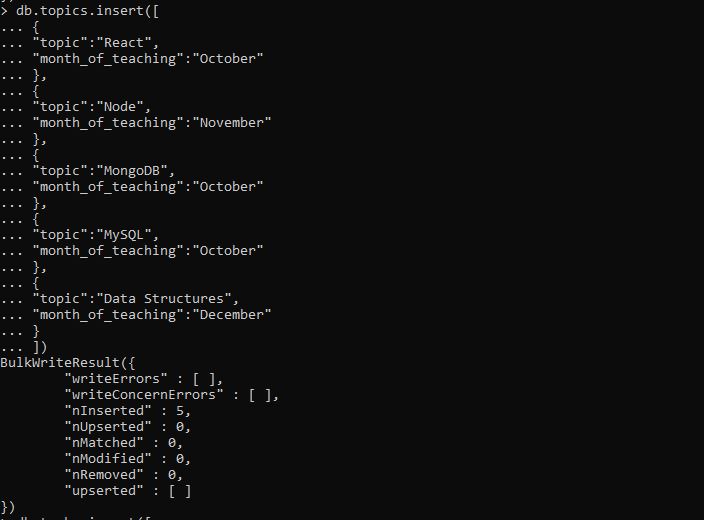 > db.topics.insert([
... {
... "topic":"React",
... "month_of_teaching":"October"
... },
... {
... "topic":"Node",
... "month_of_teaching":"November"
... },
... {
... "topic":"MongoDB",
... "month_of_teaching":"October"
... },
... {
... "topic":"MySQL",
... "month_of_teaching":"October"
... },
... {
... "topic":"Data Structures",
... "month_of_teaching":"December"
... }
... ])
BulkWriteResult({
        "writeErrors" : [ ],
        "writeConcernErrors" : [ ],
        "nInserted" : 5,
        "nUpserted" : 0,
        "nMatched" : 0,
        "nModified" : 0,
        "nRemoved" : 0,
        "upserted" : [ ]
})